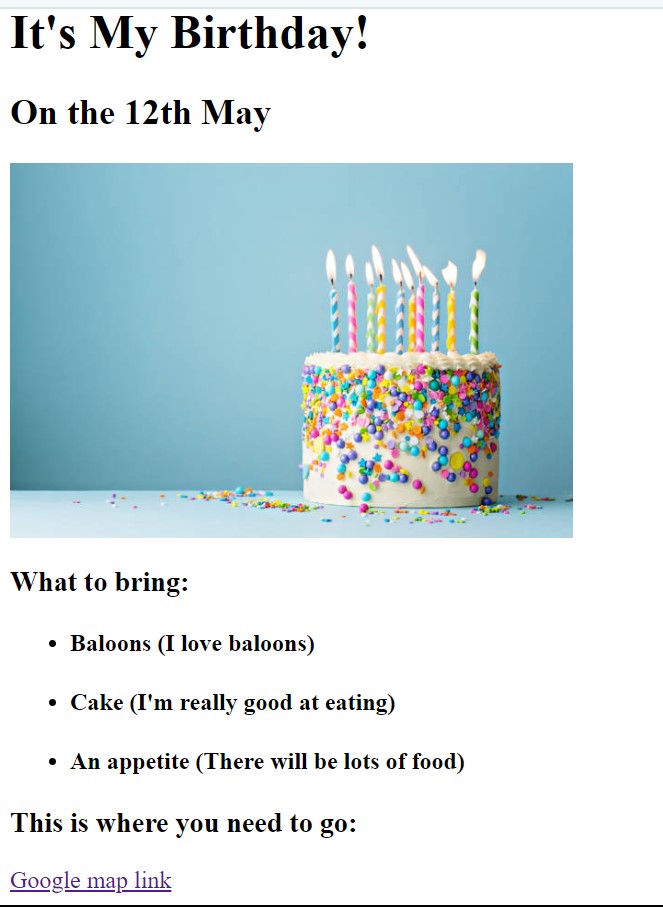 It's My Birthday!
On the 12th May
What to bring:
Baloons (I love baloons)
Cake (I'm really good at eating)
An appetite (There will be lots of food)
This is where you need to go:
Google map link